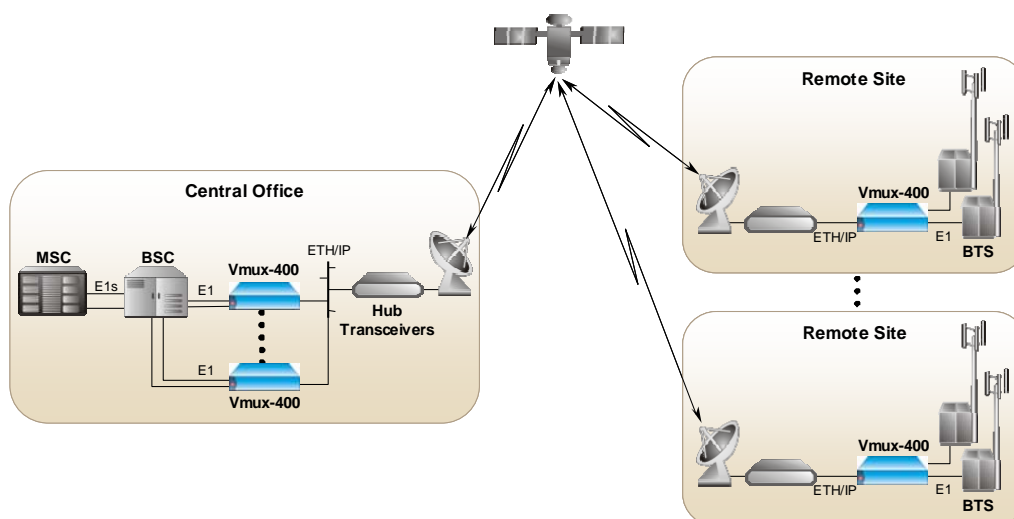 Central Office
MSC
BSC
E1s
E1
Vmux-400
ETH/IP
Hub
Transceivers
E1
Vmux-400
Remote Site
Vmux-400
ETH/IP
E1
BTS
Remote Site
Vmux-400
ETH/IP
E1
BTS